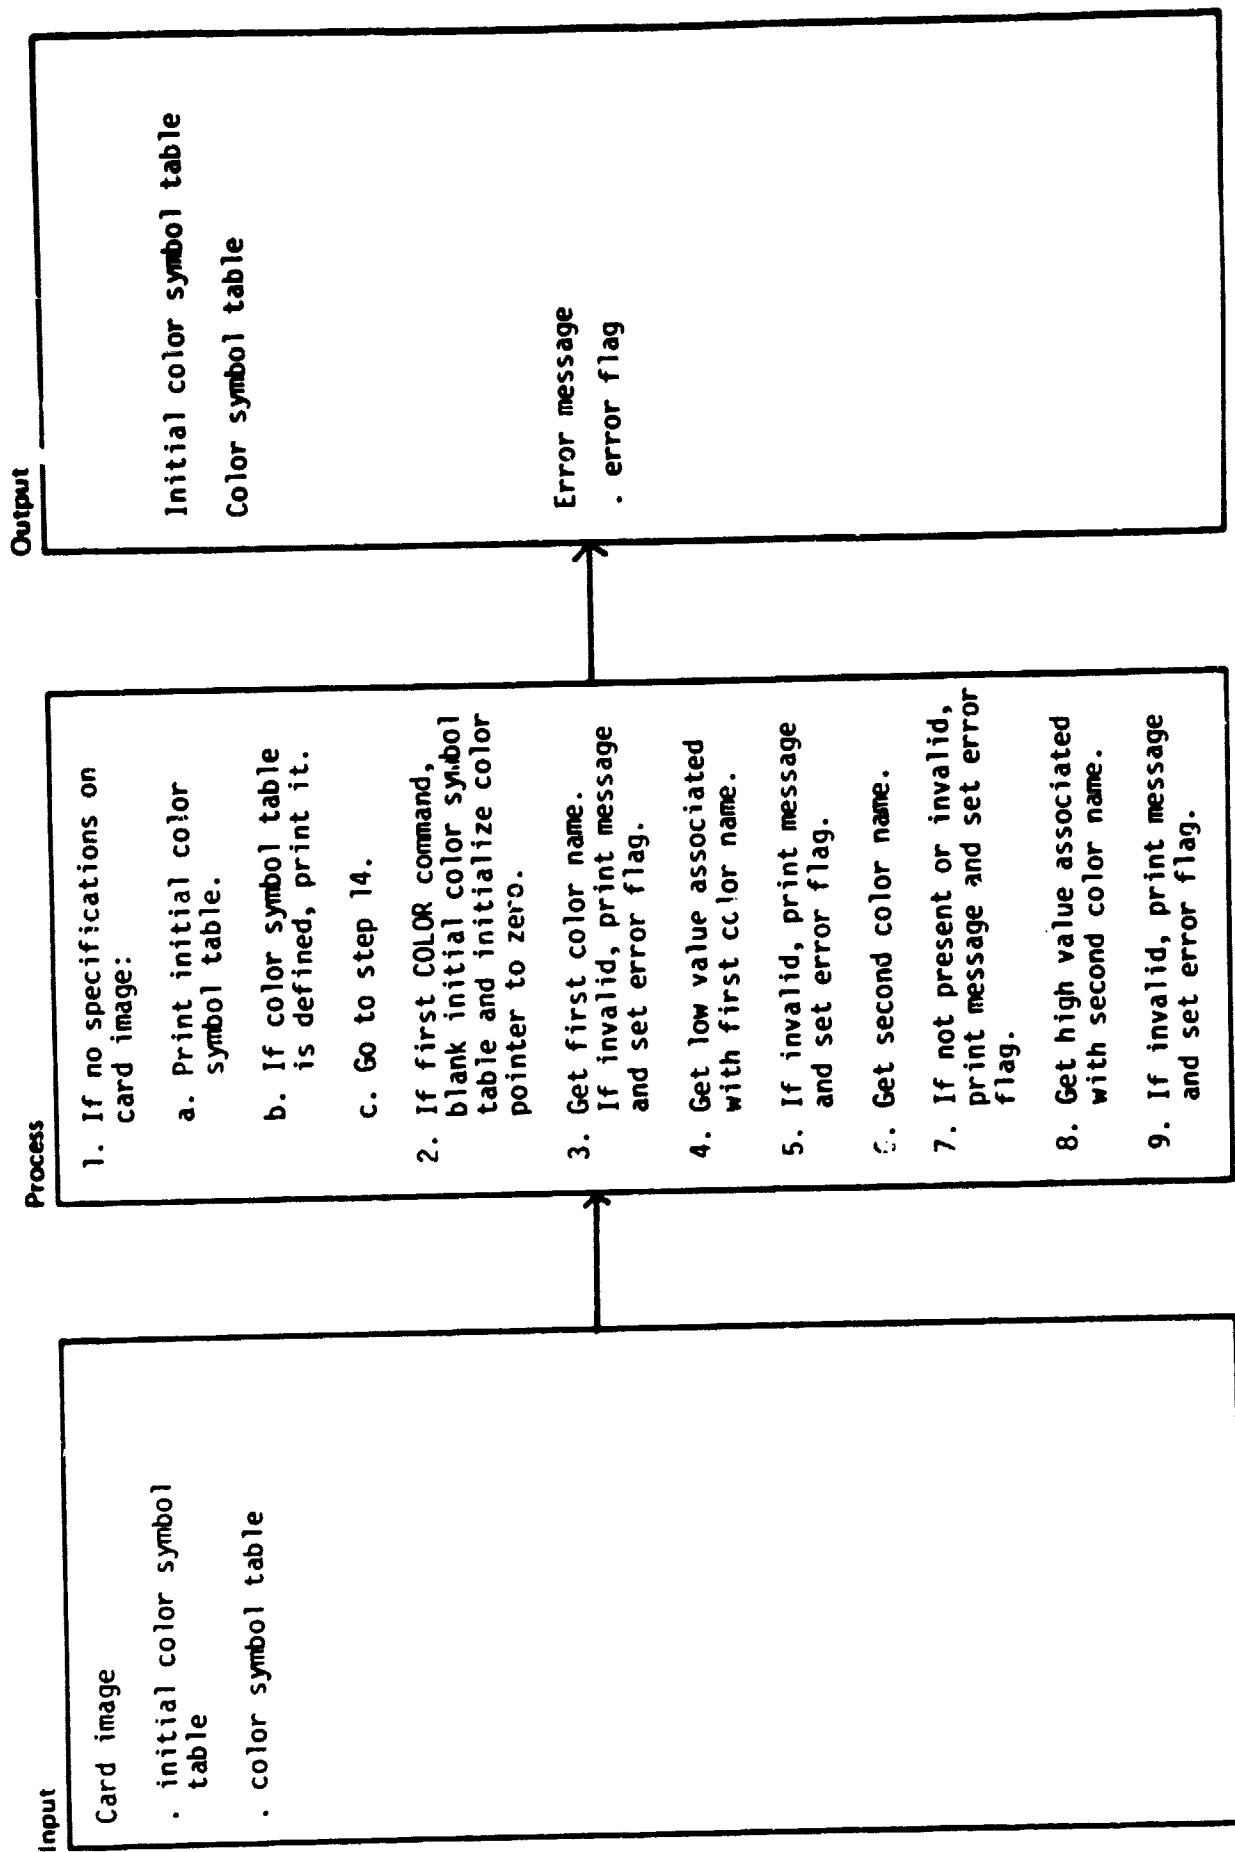 Input
Card image
. initial color symbol
table
. color symbol table
Process
1. If no specifications on
card image:
a. Print initial color
symbol table.
b. If color symbol table
is defined, print it.
c. Go to step 14.
2. If first COLOR command,
blank initial color symbol
table and initialize color
pointer to zero.
3. Get first color name.
If invalid, print message
and set error flag.
4. Get low value associated
with first color name.
5. If invalid, print message
and set error flag.
6. Get second color name.
7. If not present or invalid,
print message and set error
flag.
8. Get high value associated
with second color name.
9. If invalid, print message
and set error flag.
Output
Initial color symbol table
Color symbol table
Error message
. error flag